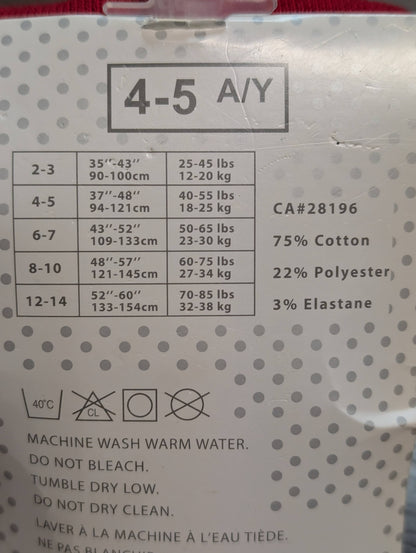 4-5 A/Y
2-3 35’’-43’’ 25-45 lbs
90-100cm 12-20 kg
4-5 37’’-48’’ 40-55 lbs
94-121cm 18-25 kg
6-7 43’’-52’’ 50-65 lbs
109-133cm 23-30 kg
8-10 48’’-57’’ 60-75 lbs
121-145cm 27-34 kg
12-14 52’’-60’’ 70-85 lbs
133-154cm 32-38 kg
CA#28196
75% Cotton
22% Polyester
3% Elastane
40°C CL
MACHINE WASH WARM WATER.
DO NOT BLEACH.
TUMBLE DRY LOW.
DO NOT DRY CLEAN.
LAVER À LA MACHINE À L'EAU TIÈDE.
NE PAS